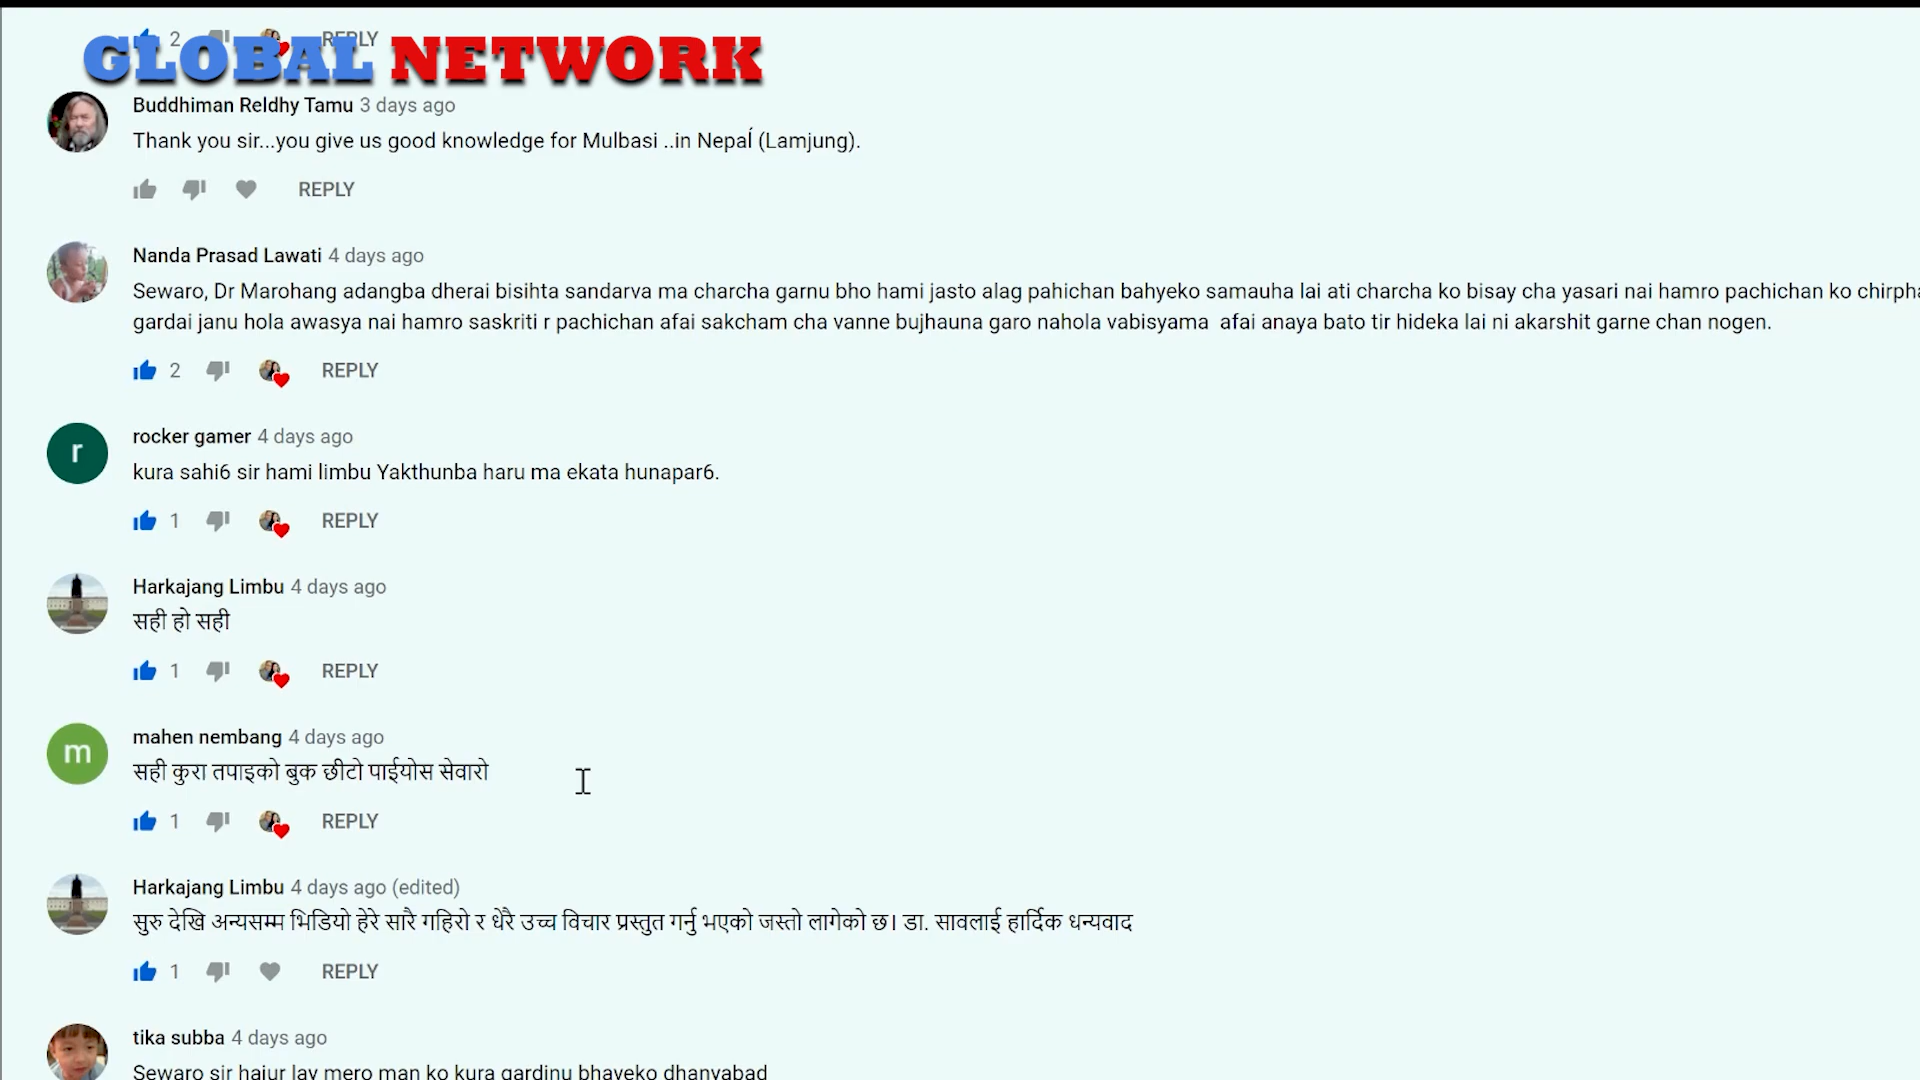 2 REPLY
GLOBAL NETWORK
Buddhiman Reldhy Tamu 3 days ago
Thank you sir...you give us good knowledge for Mulbasi ..in Nepaĺ (Lamjung).
REPLY
Nanda Prasad Lawati 4 days ago
Sewaro, Dr Marohang adangba dherai bisihta sandarva ma charcha garnu bho hami jasto alag pahichan bahyeko samauha lai ati charcha ko bisay cha yasari nai hamro pachichan ko
gardai janu hola awasya nai hamro saskriti r pachichan afai sakcham cha vanne bujhauna garo nahola vabisyama afai anaya bato tir hideka lai ni akarshit garne chan nogen.
2 REPLY
r
rocker gamer 4 days ago
kura sahi6 sir hami limbu Yakthunba haru ma ekata hunapar6.
1 REPLY
Harkajang Limbu 4 days ago
सही हो सही
1 REPLY
m
mahen nembang 4 days ago
सही कुरा तपाइको बुक छीटो पाईयोस सेवारो
1 REPLY
Harkajang Limbu 4 days ago (edited)
सुरु देखि अन्यसम्म भिडियो हेरे सारै गहिरो र धेरै उच्च विचार प्रस्तुत गर्नु भएको जस्तो लागेको छ। डा. सावलाई हार्दिक धन्यवाद
1 REPLY
tika subba 4 days ago
Sewaro sir hajur lay mero man ko kura gardinu bhayeko dhanyabad